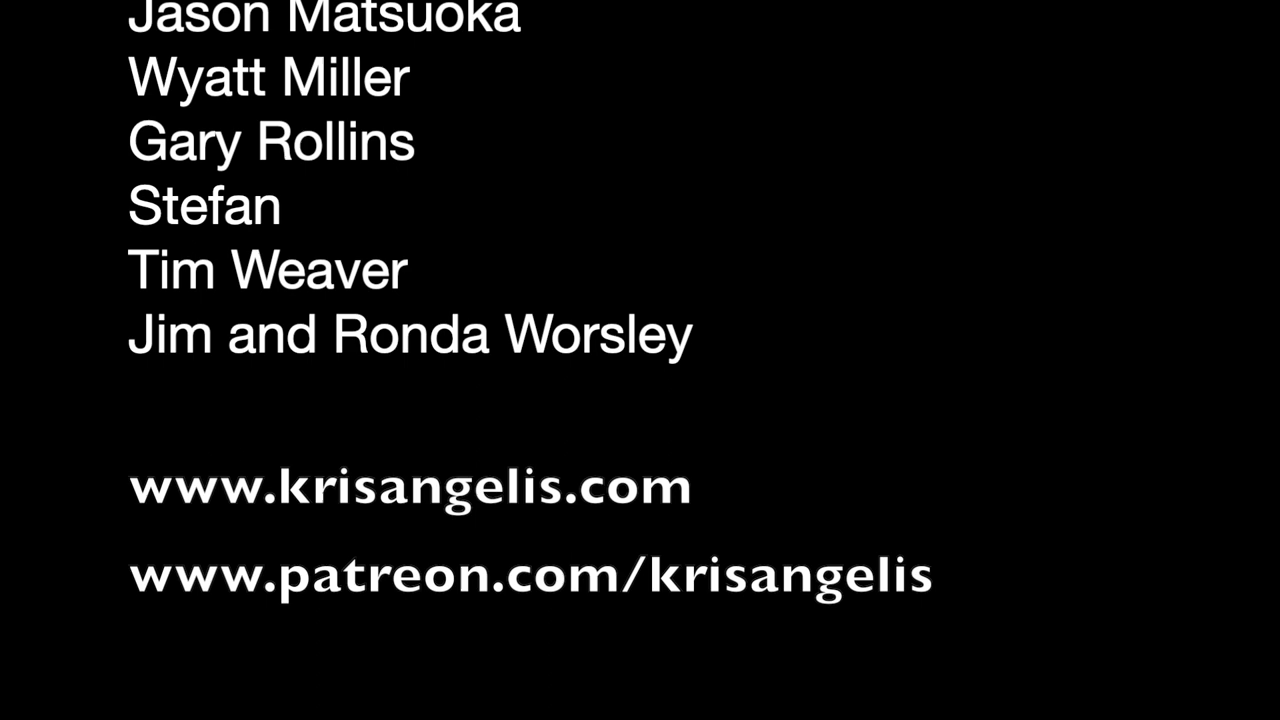 Jason Matsuoka
Wyatt Miller
Gary Rollins
Stefan
Tim Weaver
Jim and Ronda Worsley
www.krisangelis.com
www.patreon.com/krisangelis